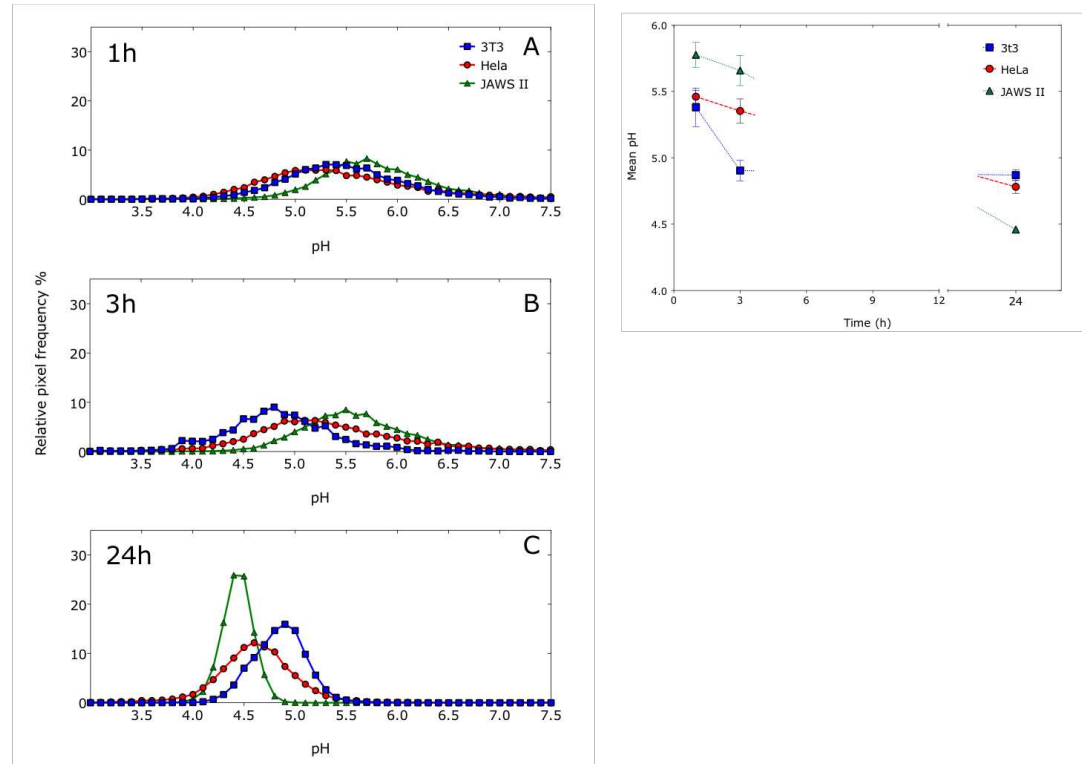 1h
A
3T3
Hela
JAWS II
30
20
10
0
3.5 4.0 4.5 5.0 5.5 6.0 6.5 7.0 7.5
pH
Relative pixel frequency %
3h
B
30
20
10
0
3.5 4.0 4.5 5.0 5.5 6.0 6.5 7.0 7.5
pH
24h
C
30
20
10
0
3.5 4.0 4.5 5.0 5.5 6.0 6.5 7.0 7.5
pH
6.0
5.5
5.0
4.5
4.0
Mean pH
3t3
HeLa
JAWS II
0 3 6 9 12 24
Time (h)